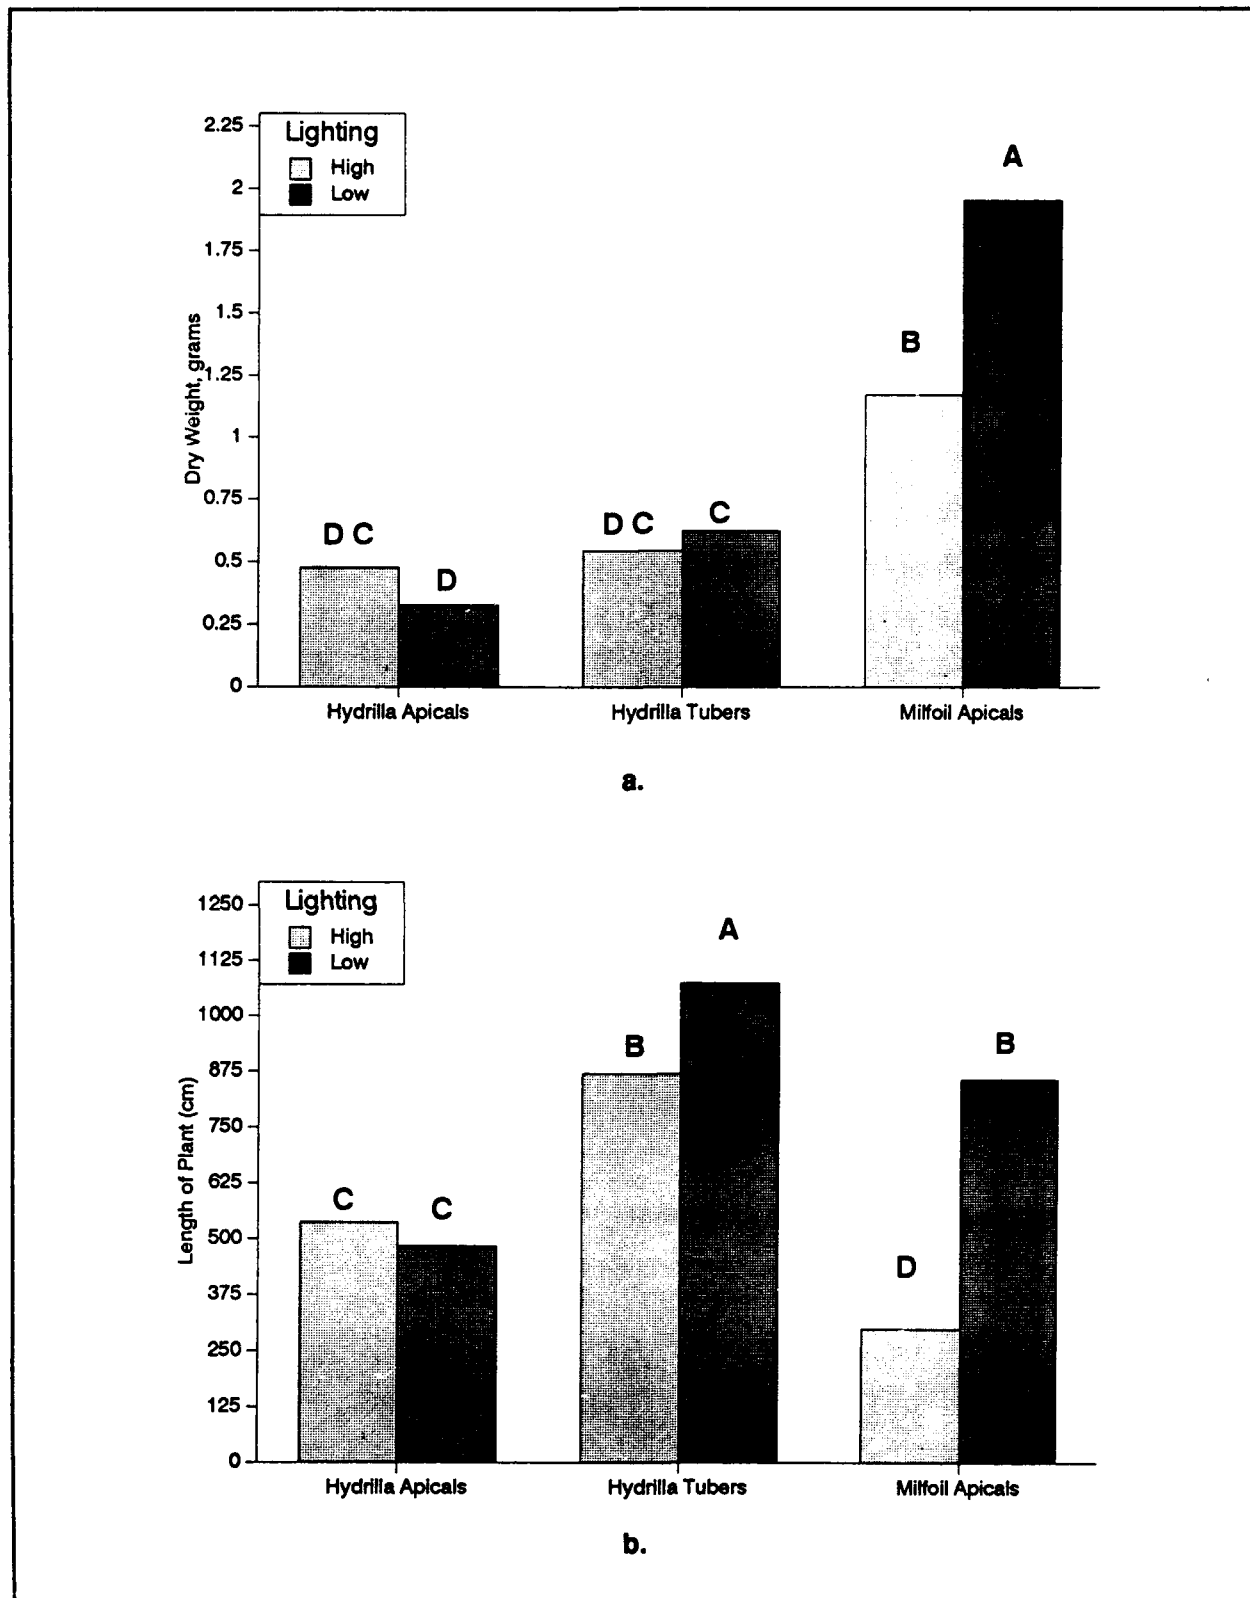 Lighting
High
Low
2.25
2
1.75
1.5
1.25
1
0.75
0.5
0.25
0
Dry Weight, grams
D C
D
D C
C
B
A
Hydrilla Apicals
Hydrilla Tubers
Milfoil Apicals
a.
Lighting
High
Low
1250
1125
1000
875
750
625
500
375
250
125
0
Length of Plant (cm)
C
C
B
A
D
B
Hydrilla Apicals
Hydrilla Tubers
Milfoil Apicals
b.